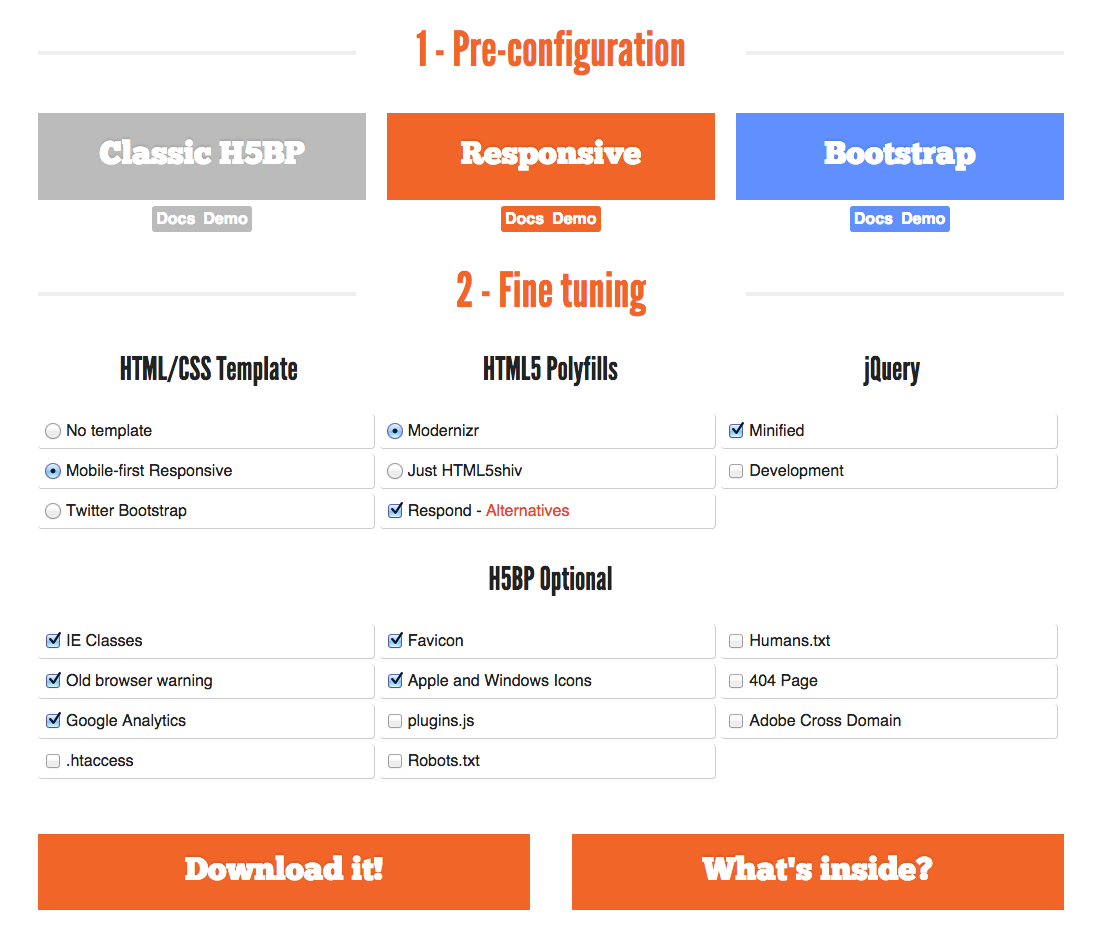 1 - Pre-configuration
Classic H5BP Responsive Bootstrap
Docs Demo Docs Demo Docs Demo
2 - Fine tuning
HTML/CSS Template HTML5 Polyfills jQuery
No template Modernizr Minified
Mobile-first Responsive Just HTML5shiv Development
Twitter Bootstrap Respond - Alternatives
H5BP Optional
IE Classes Favicon Humans.txt
Old browser warning Apple and Windows Icons 404 Page
Google Analytics plugins.js Adobe Cross Domain
.htaccess Robots.txt
Download it! What's inside?